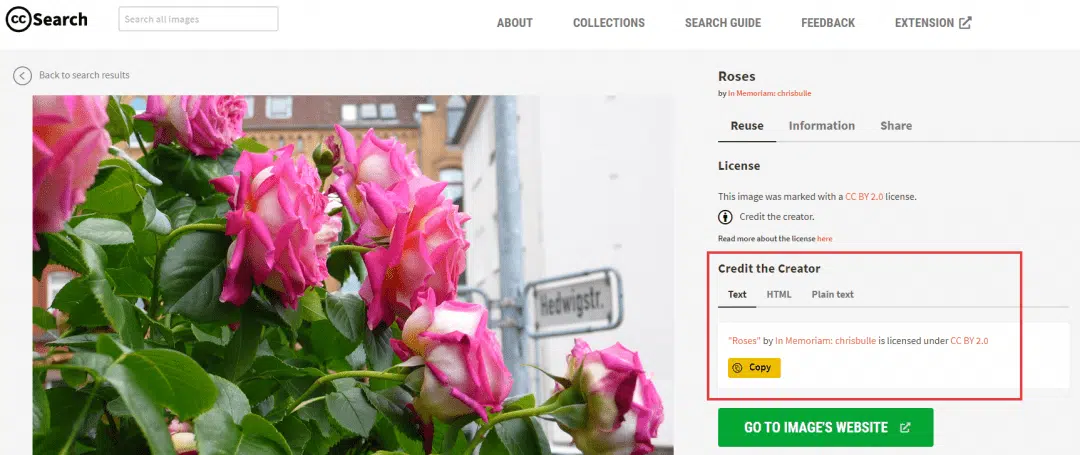 cc Search
Search all images
ABOUT
COLLECTIONS
SEARCH GUIDE
FEEDBACK
EXTENSION
Back to search results
Hedwigstr.
Roses
by In Memoriam: chrisbulle
Reuse
Information
Share
License
This image was marked with a CC BY 2.0 license.
Credit the creator.
Read more about the license here
Credit the Creator
Text
HTML
Plain text
"Roses" by In Memoriam: chrisbulle is licensed under CC BY 2.0
Copy
GO TO IMAGE'S WEBSITE